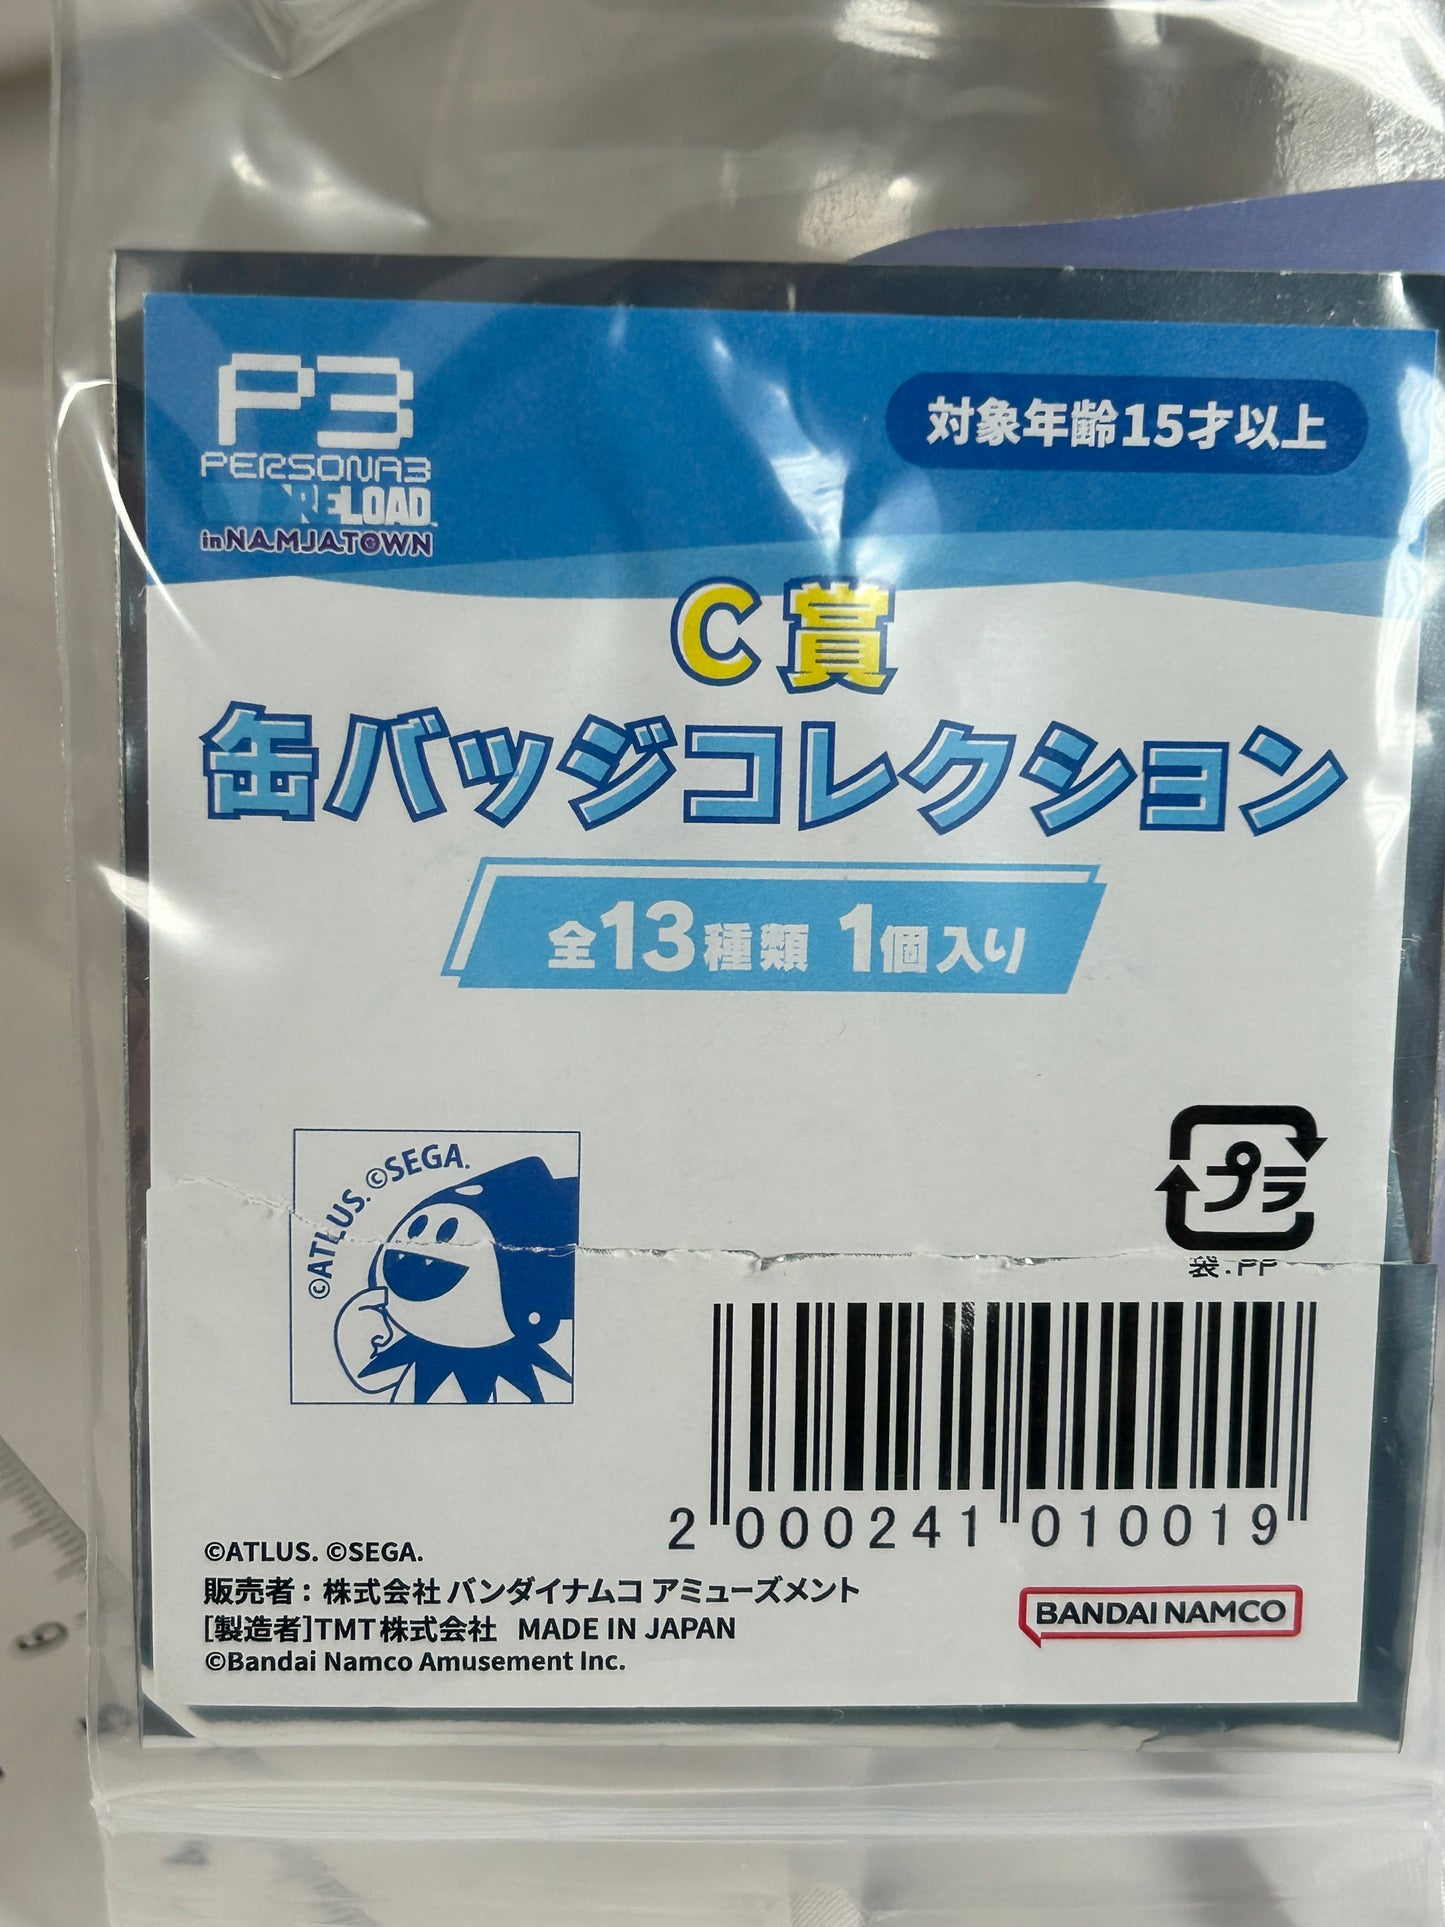 P3
PERSONA3
RELOAD
in NAMJATOWN
対象年齢15才以上
C賞
缶バッジコレクション
全13種類 1個入り
©ATLUS. ©SEGA.
プラ
袋:PP
2 000241 010019
©ATLUS. ©SEGA.
販売者：株式会社 バンダイナムコ アミューズメント
[製造者]TMT株式会社 MADE IN JAPAN
©Bandai Namco Amusement Inc.
BANDAI NAMCO